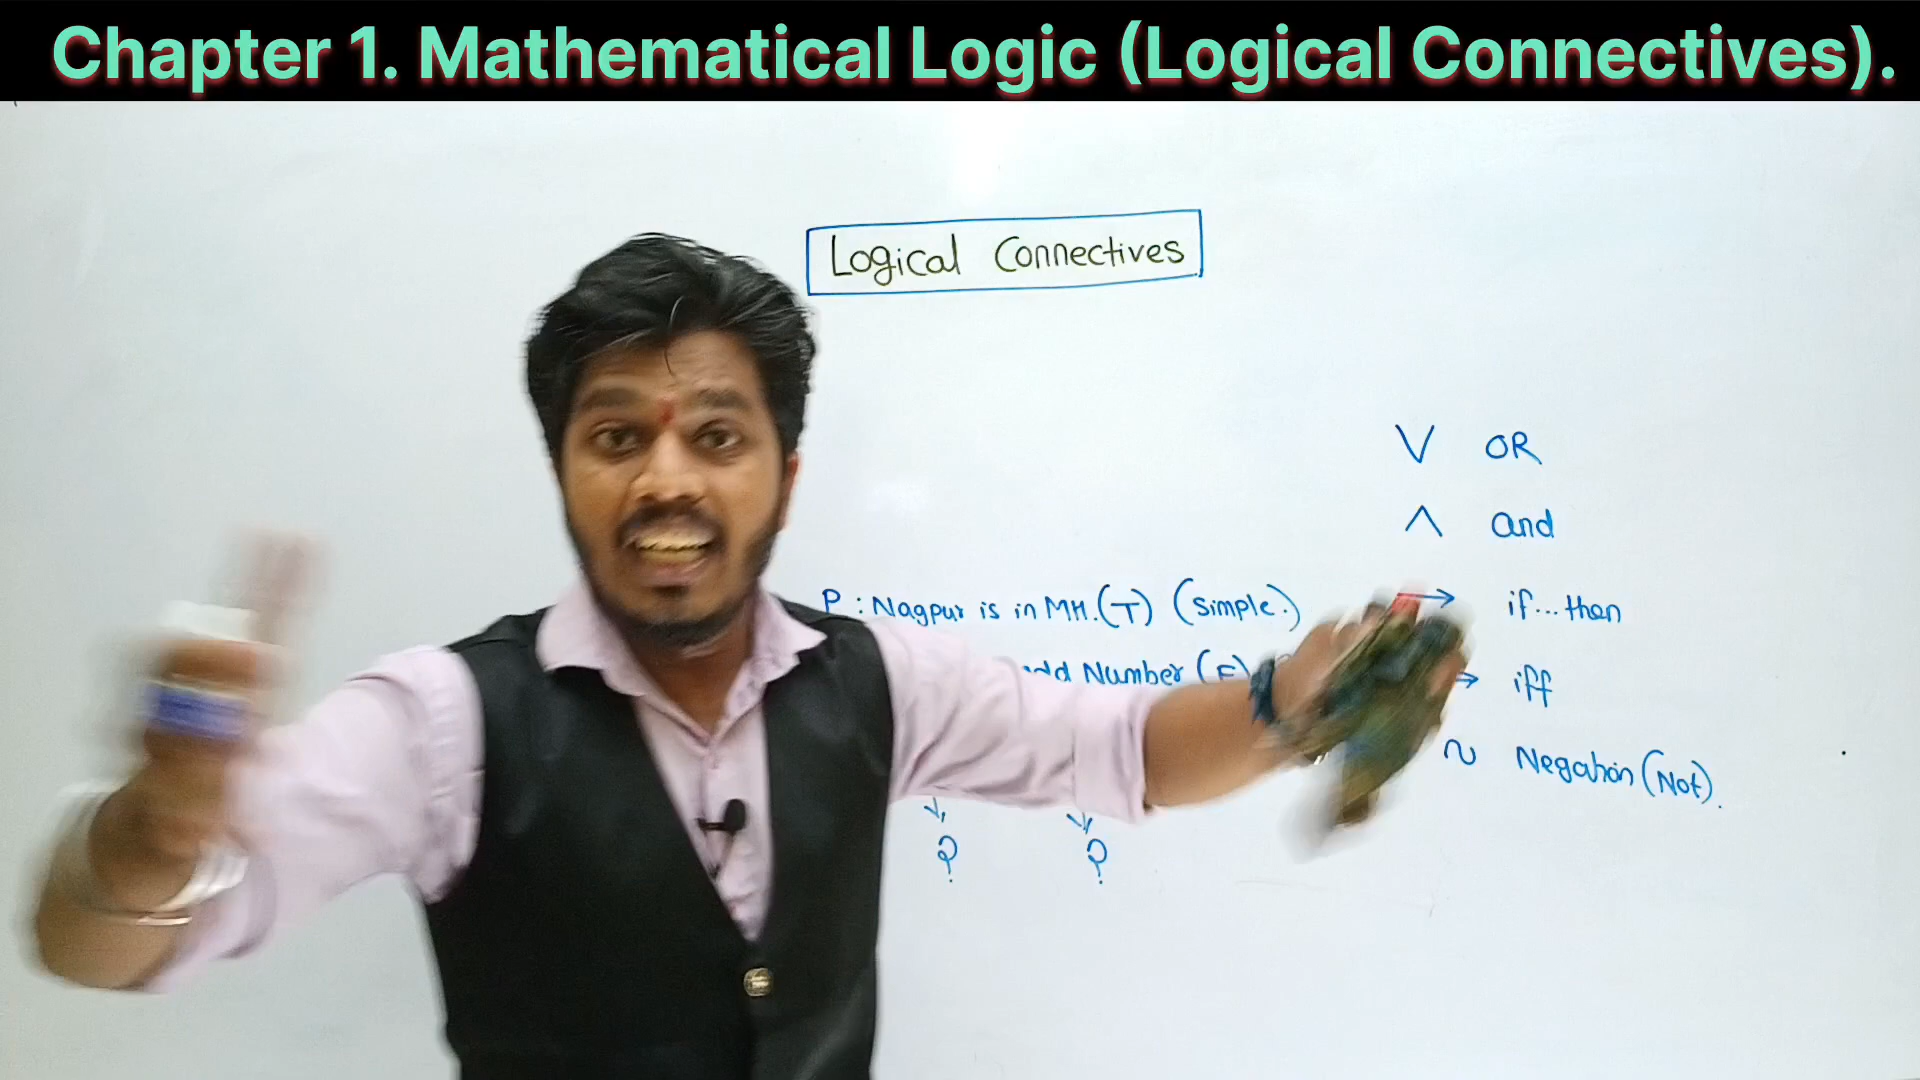 Chapter 1. Mathematical Logic (Logical Connectives).
Logical Connectives
∨ OR
∧ and
P : Nagpur is in MH.(T) (Simple.)
→ if...then
Number (F)
iff
~ Negation (Not).
? ?